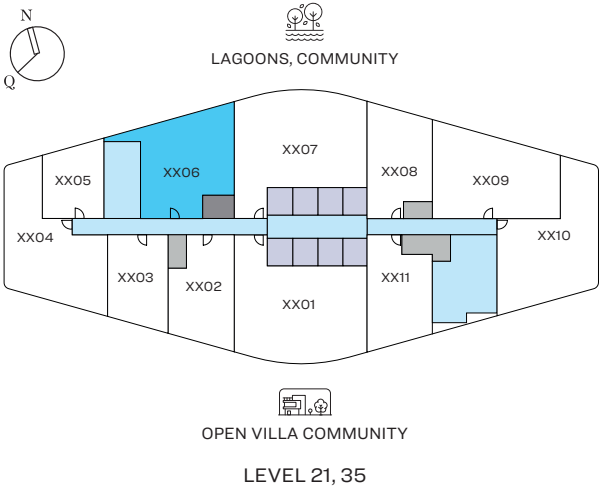 N
Q
LAGOONS, COMMUNITY
XX07
XX06
XX08
XX05
XX09
XX04
XX10
XX03
XX02
XX11
XX01
OPEN VILLA COMMUNITY
LEVEL 21, 35